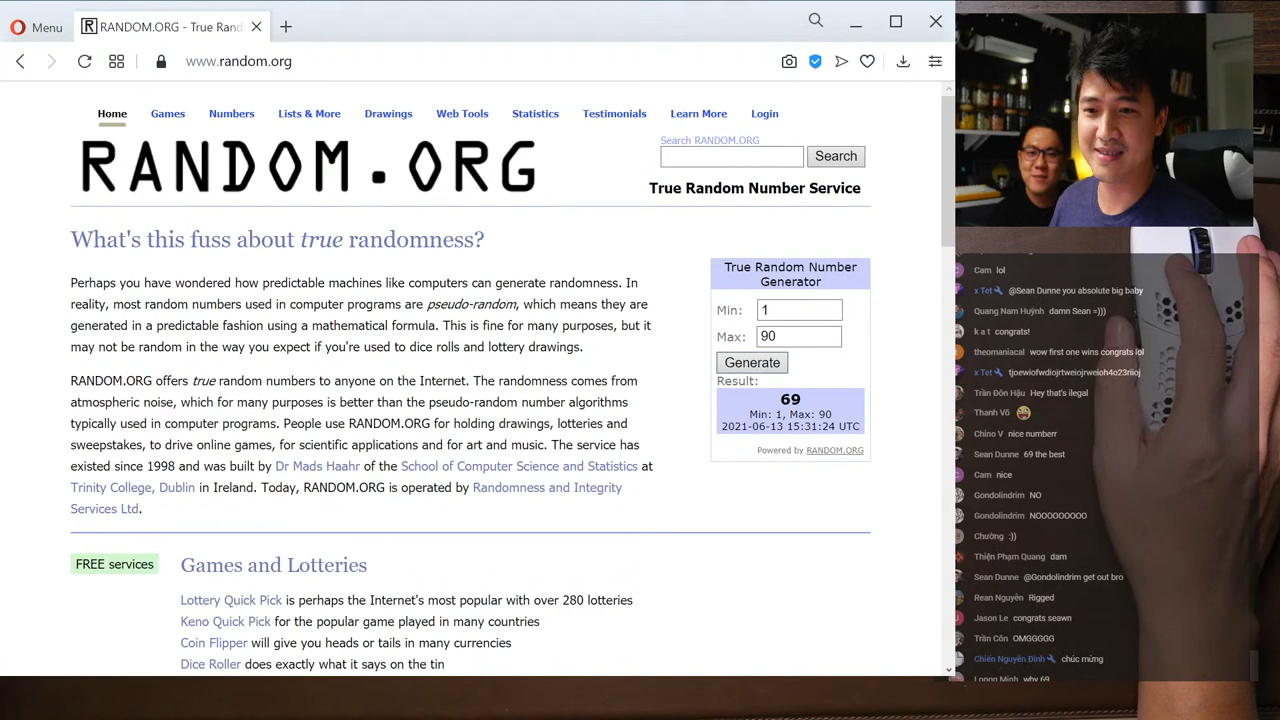 Menu
RANDOM.ORG - True Rand
www.random.org
Home Games Numbers Lists & More Drawings Web Tools Statistics Testimonials Learn More Login
RANDOM.ORG
Search RANDOM.ORG
Search
True Random Number Service
What's this fuss about true randomness?
Perhaps you have wondered how predictable machines like computers can generate randomness. In
reality, most random numbers used in computer programs are pseudo-random, which means they are
generated in a predictable fashion using a mathematical formula. This is fine for many purposes, but it
may not be random in the way you expect if you're used to dice rolls and lottery drawings.
RANDOM.ORG offers true random numbers to anyone on the Internet. The randomness comes from
atmospheric noise, which for many purposes is better than the pseudo-random number algorithms
typically used in computer programs. People use RANDOM.ORG for holding drawings, lotteries and
sweepstakes, to drive online games, for scientific applications and for art and music. The service has
existed since 1998 and was built by Dr Mads Haahr of the School of Computer Science and Statistics at
Trinity College, Dublin in Ireland. Today, RANDOM.ORG is operated by Randomness and Integrity
Services Ltd.
True Random Number
Generator
Min: 1
Max: 90
Generate
Result:
69
Min: 1, Max: 90
2021-06-13 15:31:24 UTC
Powered by RANDOM.ORG
FREE services
Games and Lotteries
Lottery Quick Pick is perhaps the Internet's most popular with over 280 lotteries
Keno Quick Pick for the popular game played in many countries
Coin Flipper will give you heads or tails in many currencies
Dice Roller does exactly what it says on the tin
Cam lol
x Tet @Sean Dunne you absolute big baby
Quang Nam Huỳnh damn Sean =)))
k a t congrats!
theomaniacal wow first one wins congrats lol
x Tet tjoewiofwdiojrtweiojrweioh4o23riioj
Trần Đôn Hậu Hey that's ilegal
Thanh Võ
Chino V nice numberr
Sean Dunne 69 the best
Cam nice
Gondolindrim NO
Gondolindrim NOOOOOOOOO
Chường :))
Thiện Phạm Quang dam
Sean Dunne @Gondolindrim get out bro
Rean Nguyên Rigged
Jason Le congrats seawn
Trần Côn OMGGGGG
Chiến Nguyên Đình chúc mừng
Long Minh why 69